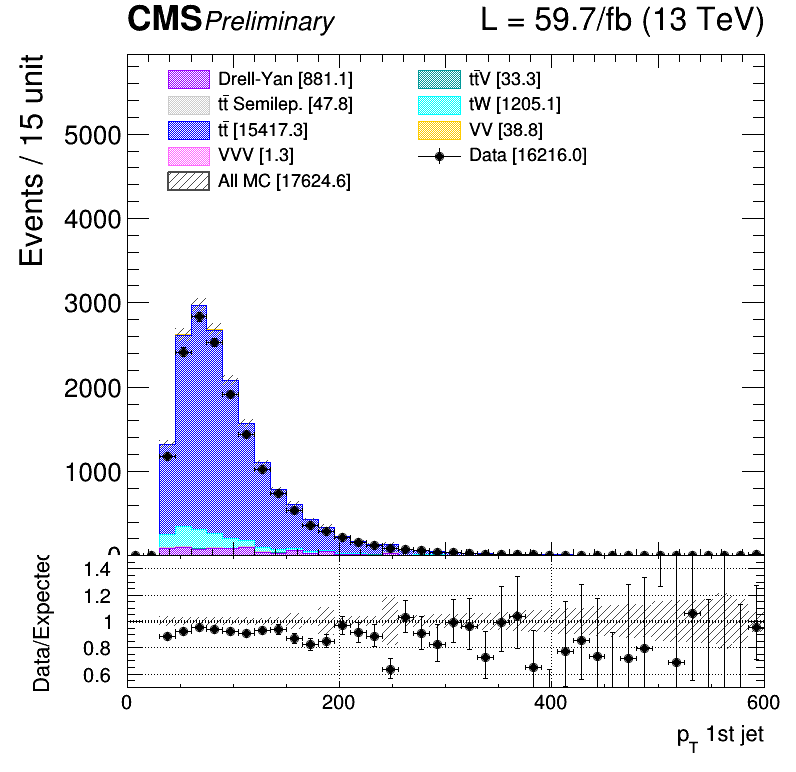 CMS Preliminary L = 59.7/fb (13 TeV)
Events / 15 unit
Drell-Yan [881.1]
tt̄ Semilep. [47.8]
tt̄ [15417.3]
VVV [1.3]
All MC [17624.6]
tt̄V [33.3]
tW [1205.1]
VV [38.8]
Data [16216.0]
5000
4000
3000
2000
1000
0
Data/Expected
1.4
1.2
1
0.8
0.6
0 200 400 600
p_T 1st jet